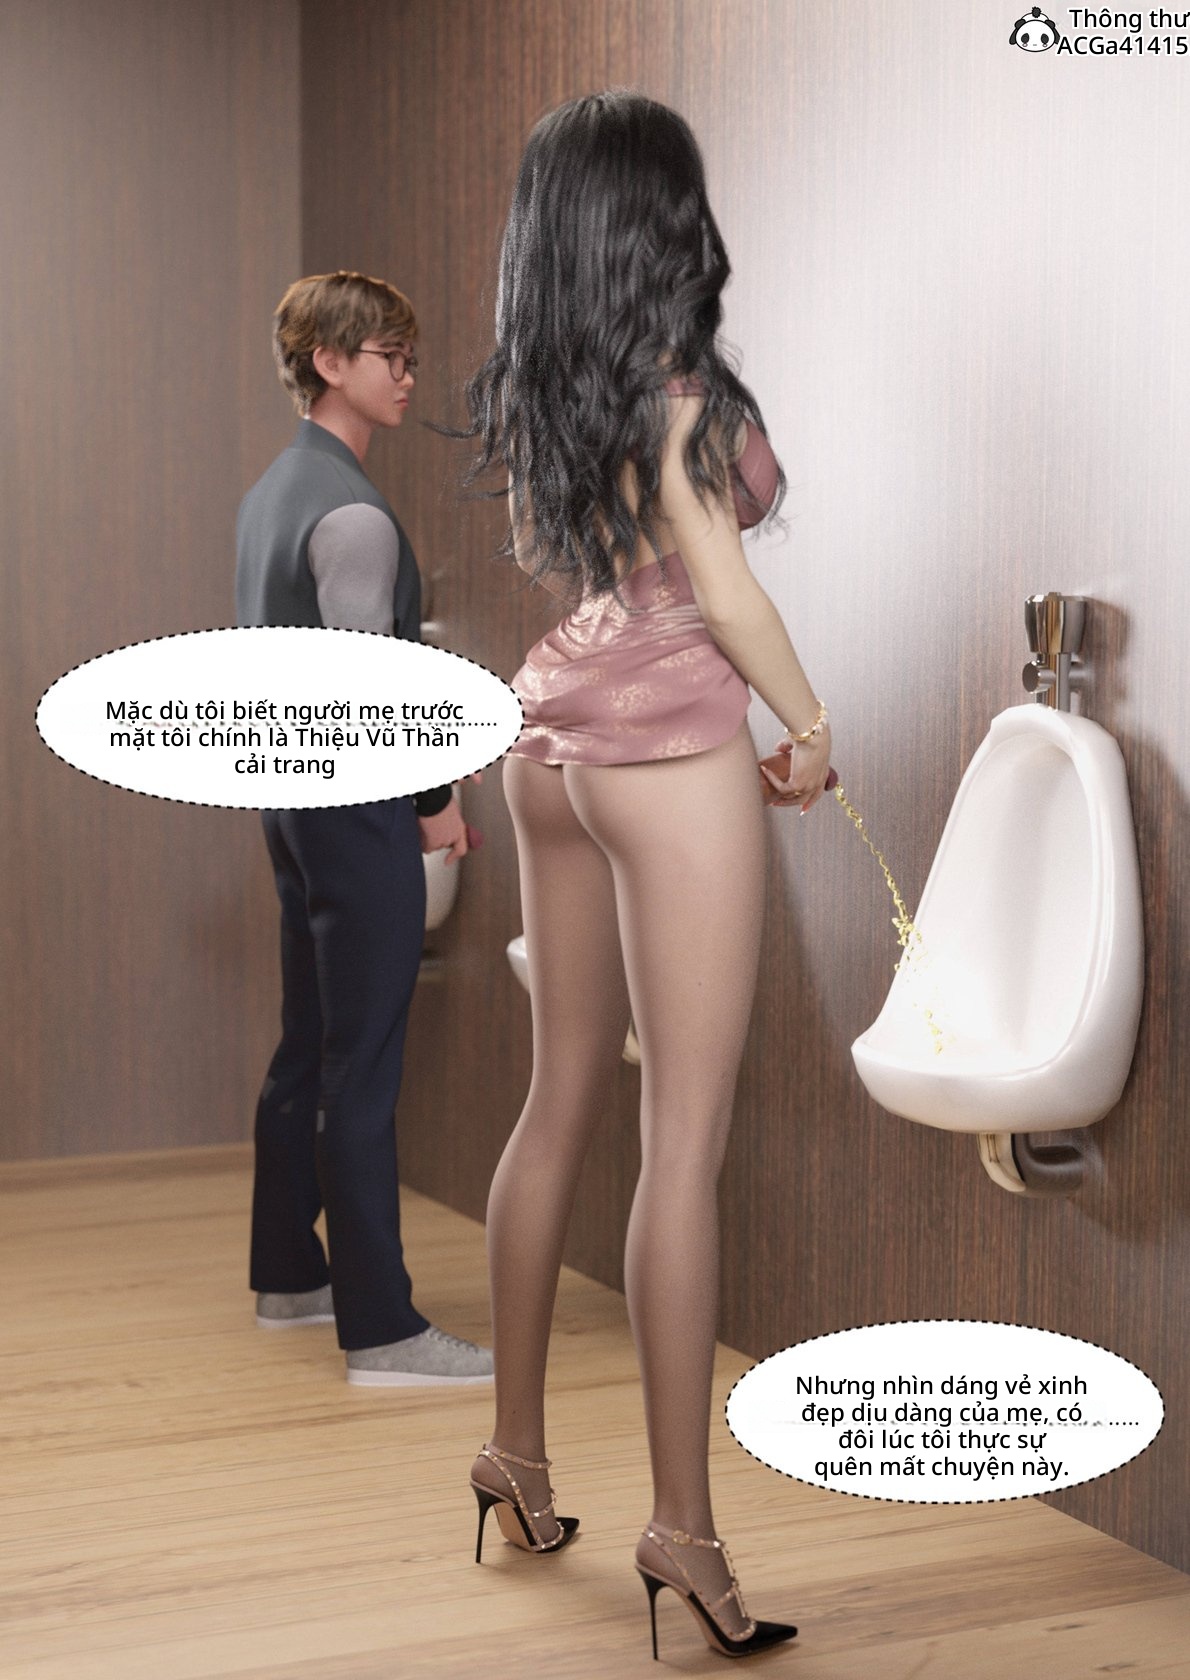 Thông thư
ACGa41415
Mặc dù tôi biết người mẹ trước
mặt tôi chính là Thiệu Vũ Thần
cải trang
Nhưng nhìn dáng vẻ xinh
đẹp dịu dàng của mẹ, có
đôi lúc tôi thực sự
quên mất chuyện này.